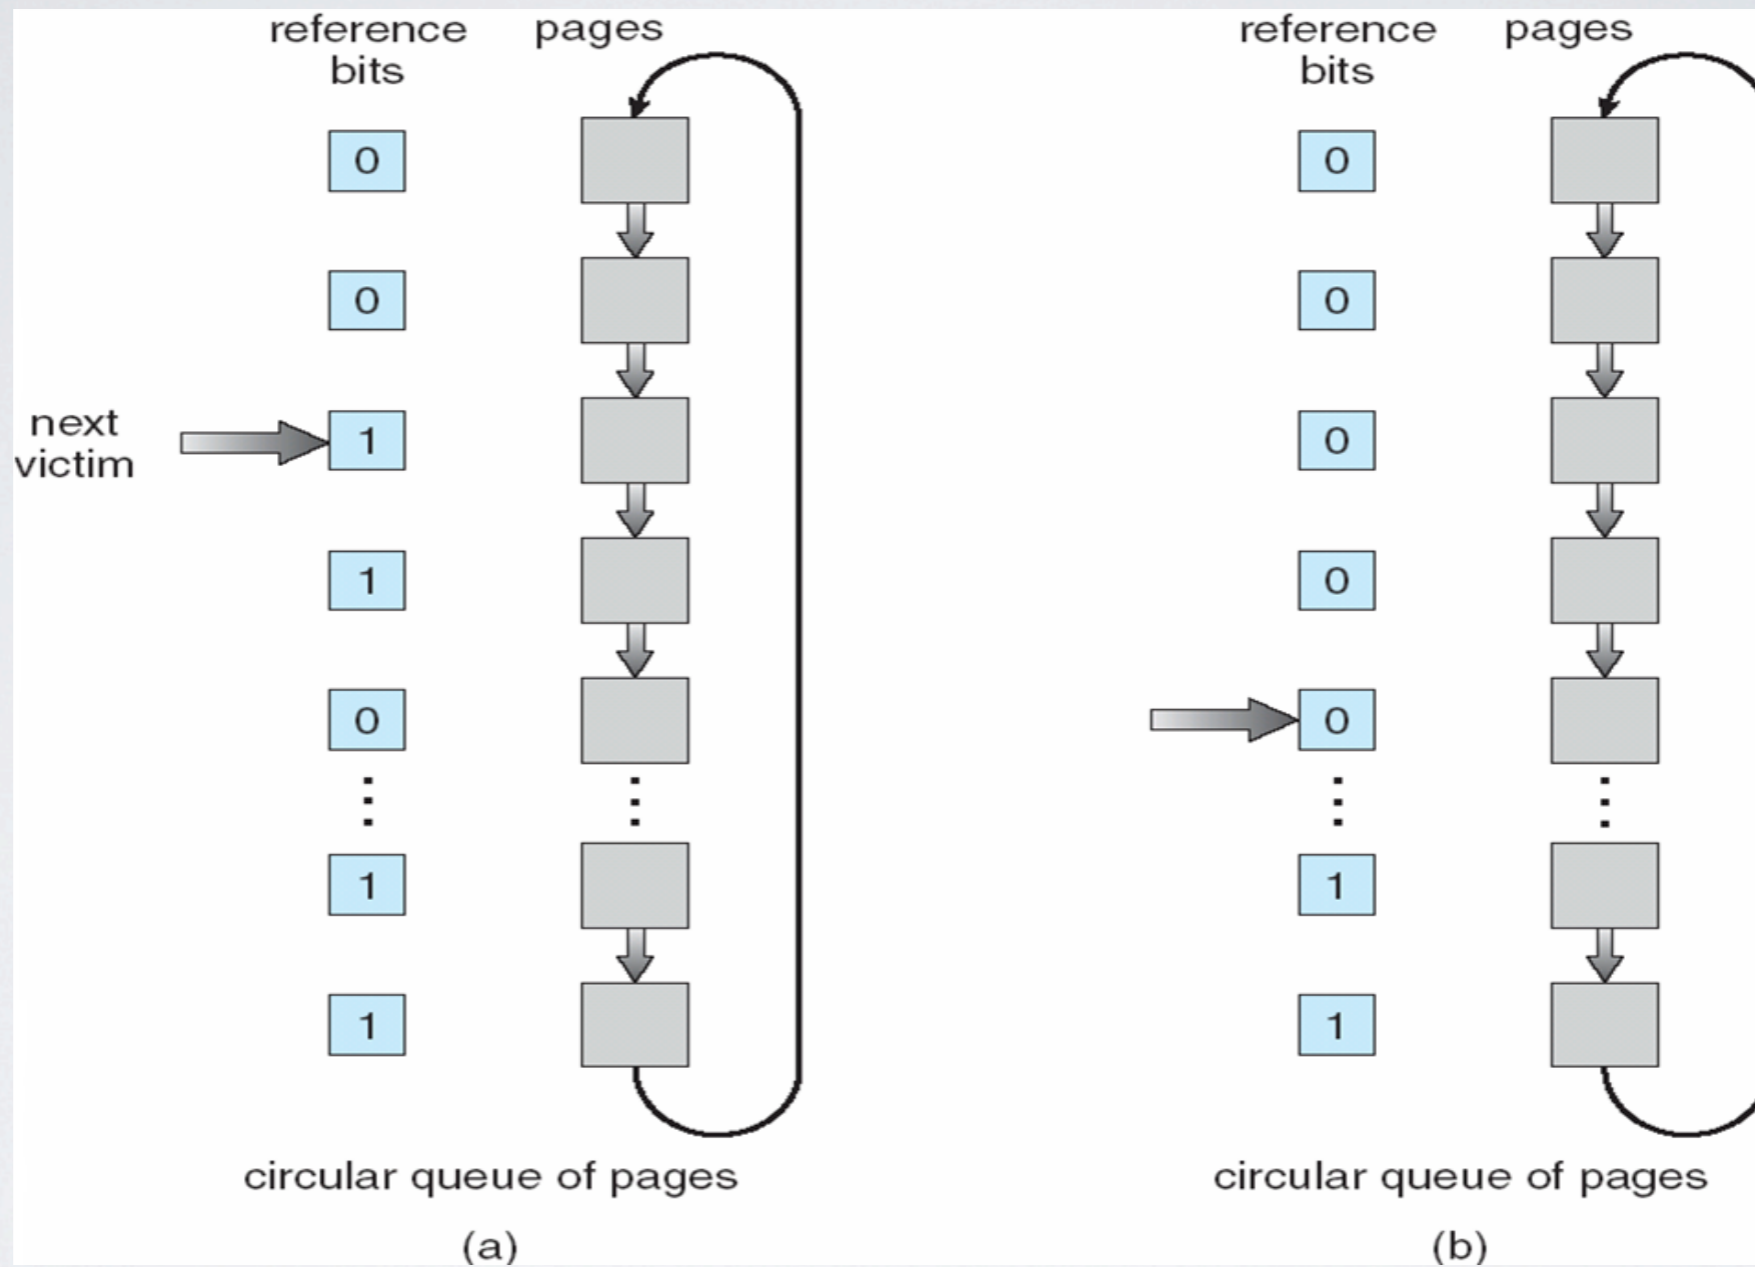 reference bits
pages
0
0
next victim
1
1
0
1
1
circular queue of pages
(a)
reference bits
pages
0
0
0
0
0
1
1
circular queue of pages
(b)